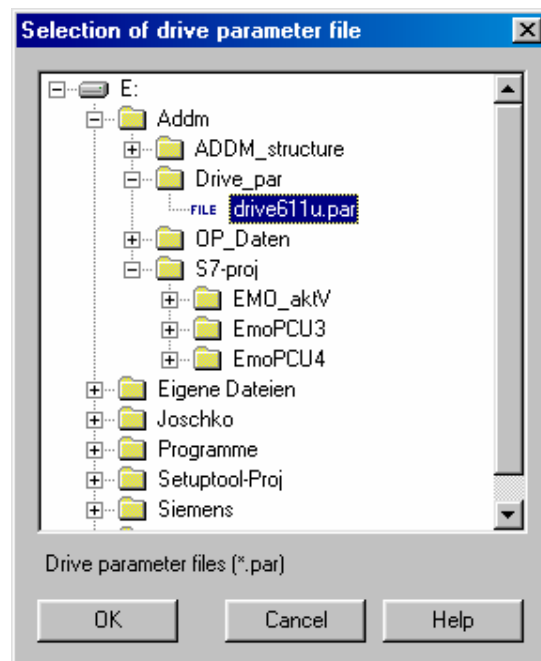 Selection of drive parameter file
E:
Addm
ADDM_structure
Drive_par
FILE drive611u.par
OP_Daten
S7-proj
EMO_aktV
EmoPCU3
EmoPCU4
Eigene Dateien
Joschko
Programme
Setuptool-Proj
Siemens
Drive parameter files (*.par)
OK Cancel Help